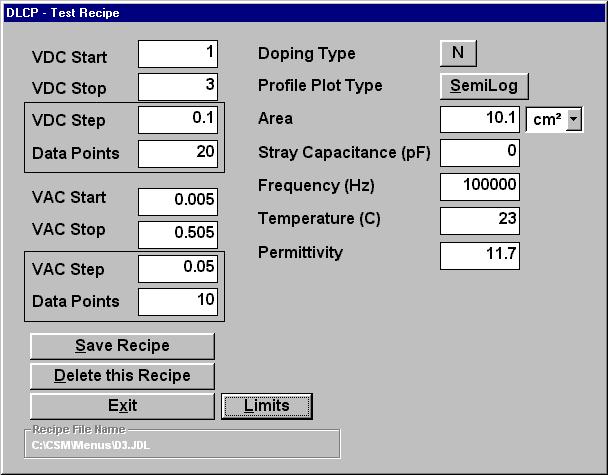 DLCP - Test Recipe
VDC Start 1
VDC Stop 3
VDC Step 0.1
Data Points 20
VAC Start 0.005
VAC Stop 0.505
VAC Step 0.05
Data Points 10
Doping Type N
Profile Plot Type SemiLog
Area 10.1 cm²
Stray Capacitance (pF) 0
Frequency (Hz) 100000
Temperature (C) 23
Permittivity 11.7
Save Recipe
Delete this Recipe
Exit Limits
Recipe File Name
C:\CSM\Menus\D3.JDL